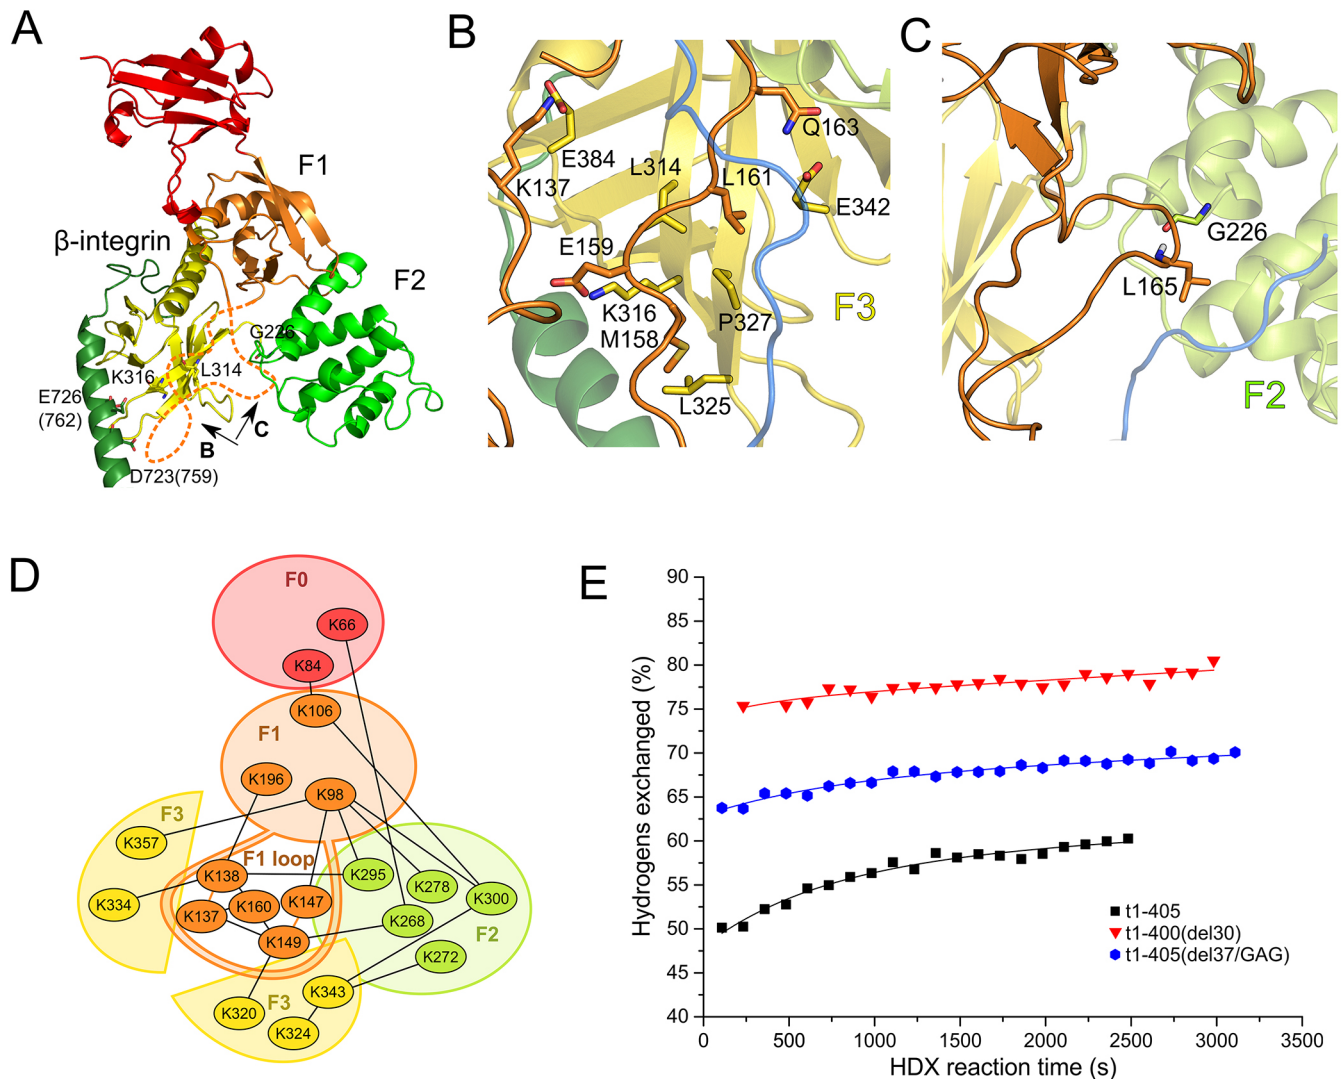 A
F1
β-integrin
F2
G226
K316
L314
E726
(762)
B
C
D723(759)
B
Q163
E384
L314
K137
L161
E342
E159
K316
P327
F3
M158
L325
C
G226
L165
F2
D
F0
K66
K84
K106
F1
K196
K98
F3
K357
F1 loop
K138
K295
K278
K334
K160
K147
K300
K137
K268
K149
F2
K272
K343
F3
K320
K324
E
Hydrogens exchanged (%)
90
85
80
75
70
65
60
55
50
45
40
t1-405
t1-400(del30)
t1-405(del37/GAG)
0
500
1000
1500
2000
2500
3000
3500
HDX reaction time (s)